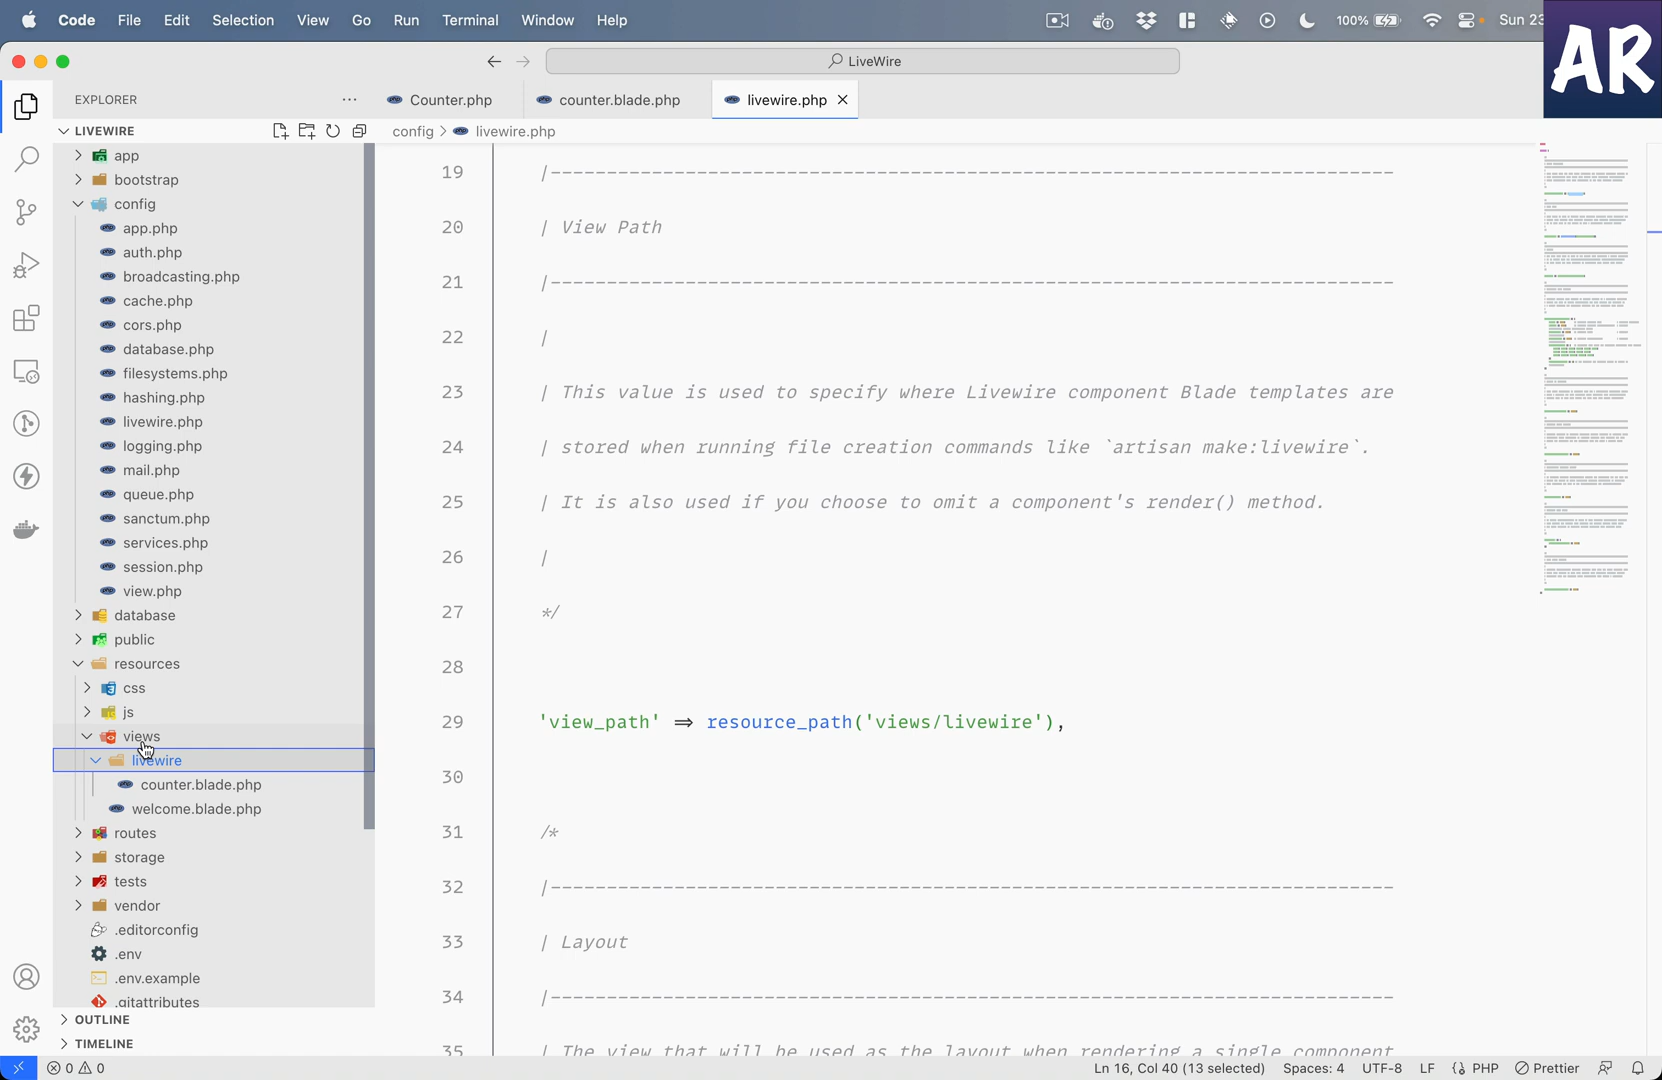 Code File Edit Selection View Go Run Terminal Window Help 100% Sun 23
AR
LiveWire
EXPLORER
Counter.php counter.blade.php livewire.php
LIVEWIRE
config > livewire.php
app
bootstrap
config
app.php
auth.php
broadcasting.php
cache.php
cors.php
database.php
filesystems.php
hashing.php
livewire.php
logging.php
mail.php
queue.php
sanctum.php
services.php
session.php
view.php
database
public
resources
css
js
views
livewire
counter.blade.php
welcome.blade.php
routes
storage
tests
vendor
.editorconfig
.env
.env.example
.gitattributes
OUTLINE
TIMELINE
19 |--------------------------------------------------------------------------
20 | View Path
21 |--------------------------------------------------------------------------
22 |
23 | This value is used to specify where Livewire component Blade templates are
24 | stored when running file creation commands like `artisan make:livewire`.
25 | It is also used if you choose to omit a component's render() method.
26 |
27 */
28
29 'view_path' => resource_path('views/livewire'),
30
31 /*
32 |--------------------------------------------------------------------------
33 | Layout
34 |--------------------------------------------------------------------------
35 | The view that will be used as the layout when rendering a single component
0 0 Ln 16, Col 40 (13 selected) Spaces: 4 UTF-8 LF PHP Prettier